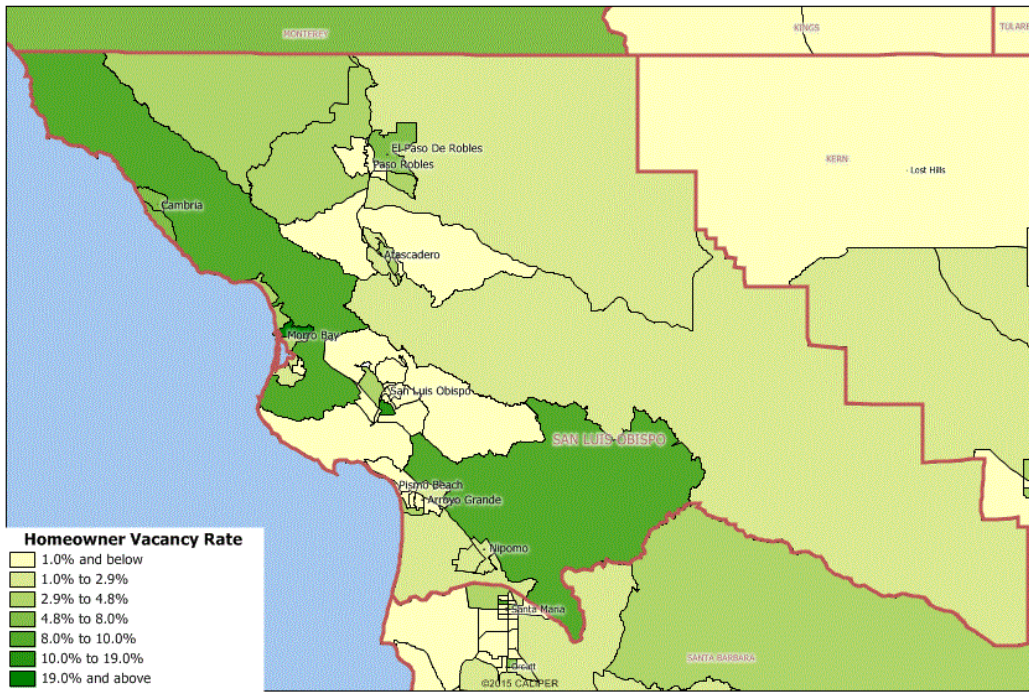 MONTEREY
KINGS
TULARE
El Paso De Robles
Paso Robles
KERN
Lost Hills
Cambria
Atascadero
Morro Bay
San Luis Obispo
SAN LUIS OBISPO
Pismo Beach
Arroyo Grande
Nipomo
Santa Maria
SANTA BARBARA
Orcutt
©2015 CALIPER
Homeowner Vacancy Rate
1.0% and below
1.0% to 2.9%
2.9% to 4.8%
4.8% to 8.0%
8.0% to 10.0%
10.0% to 19.0%
19.0% and above